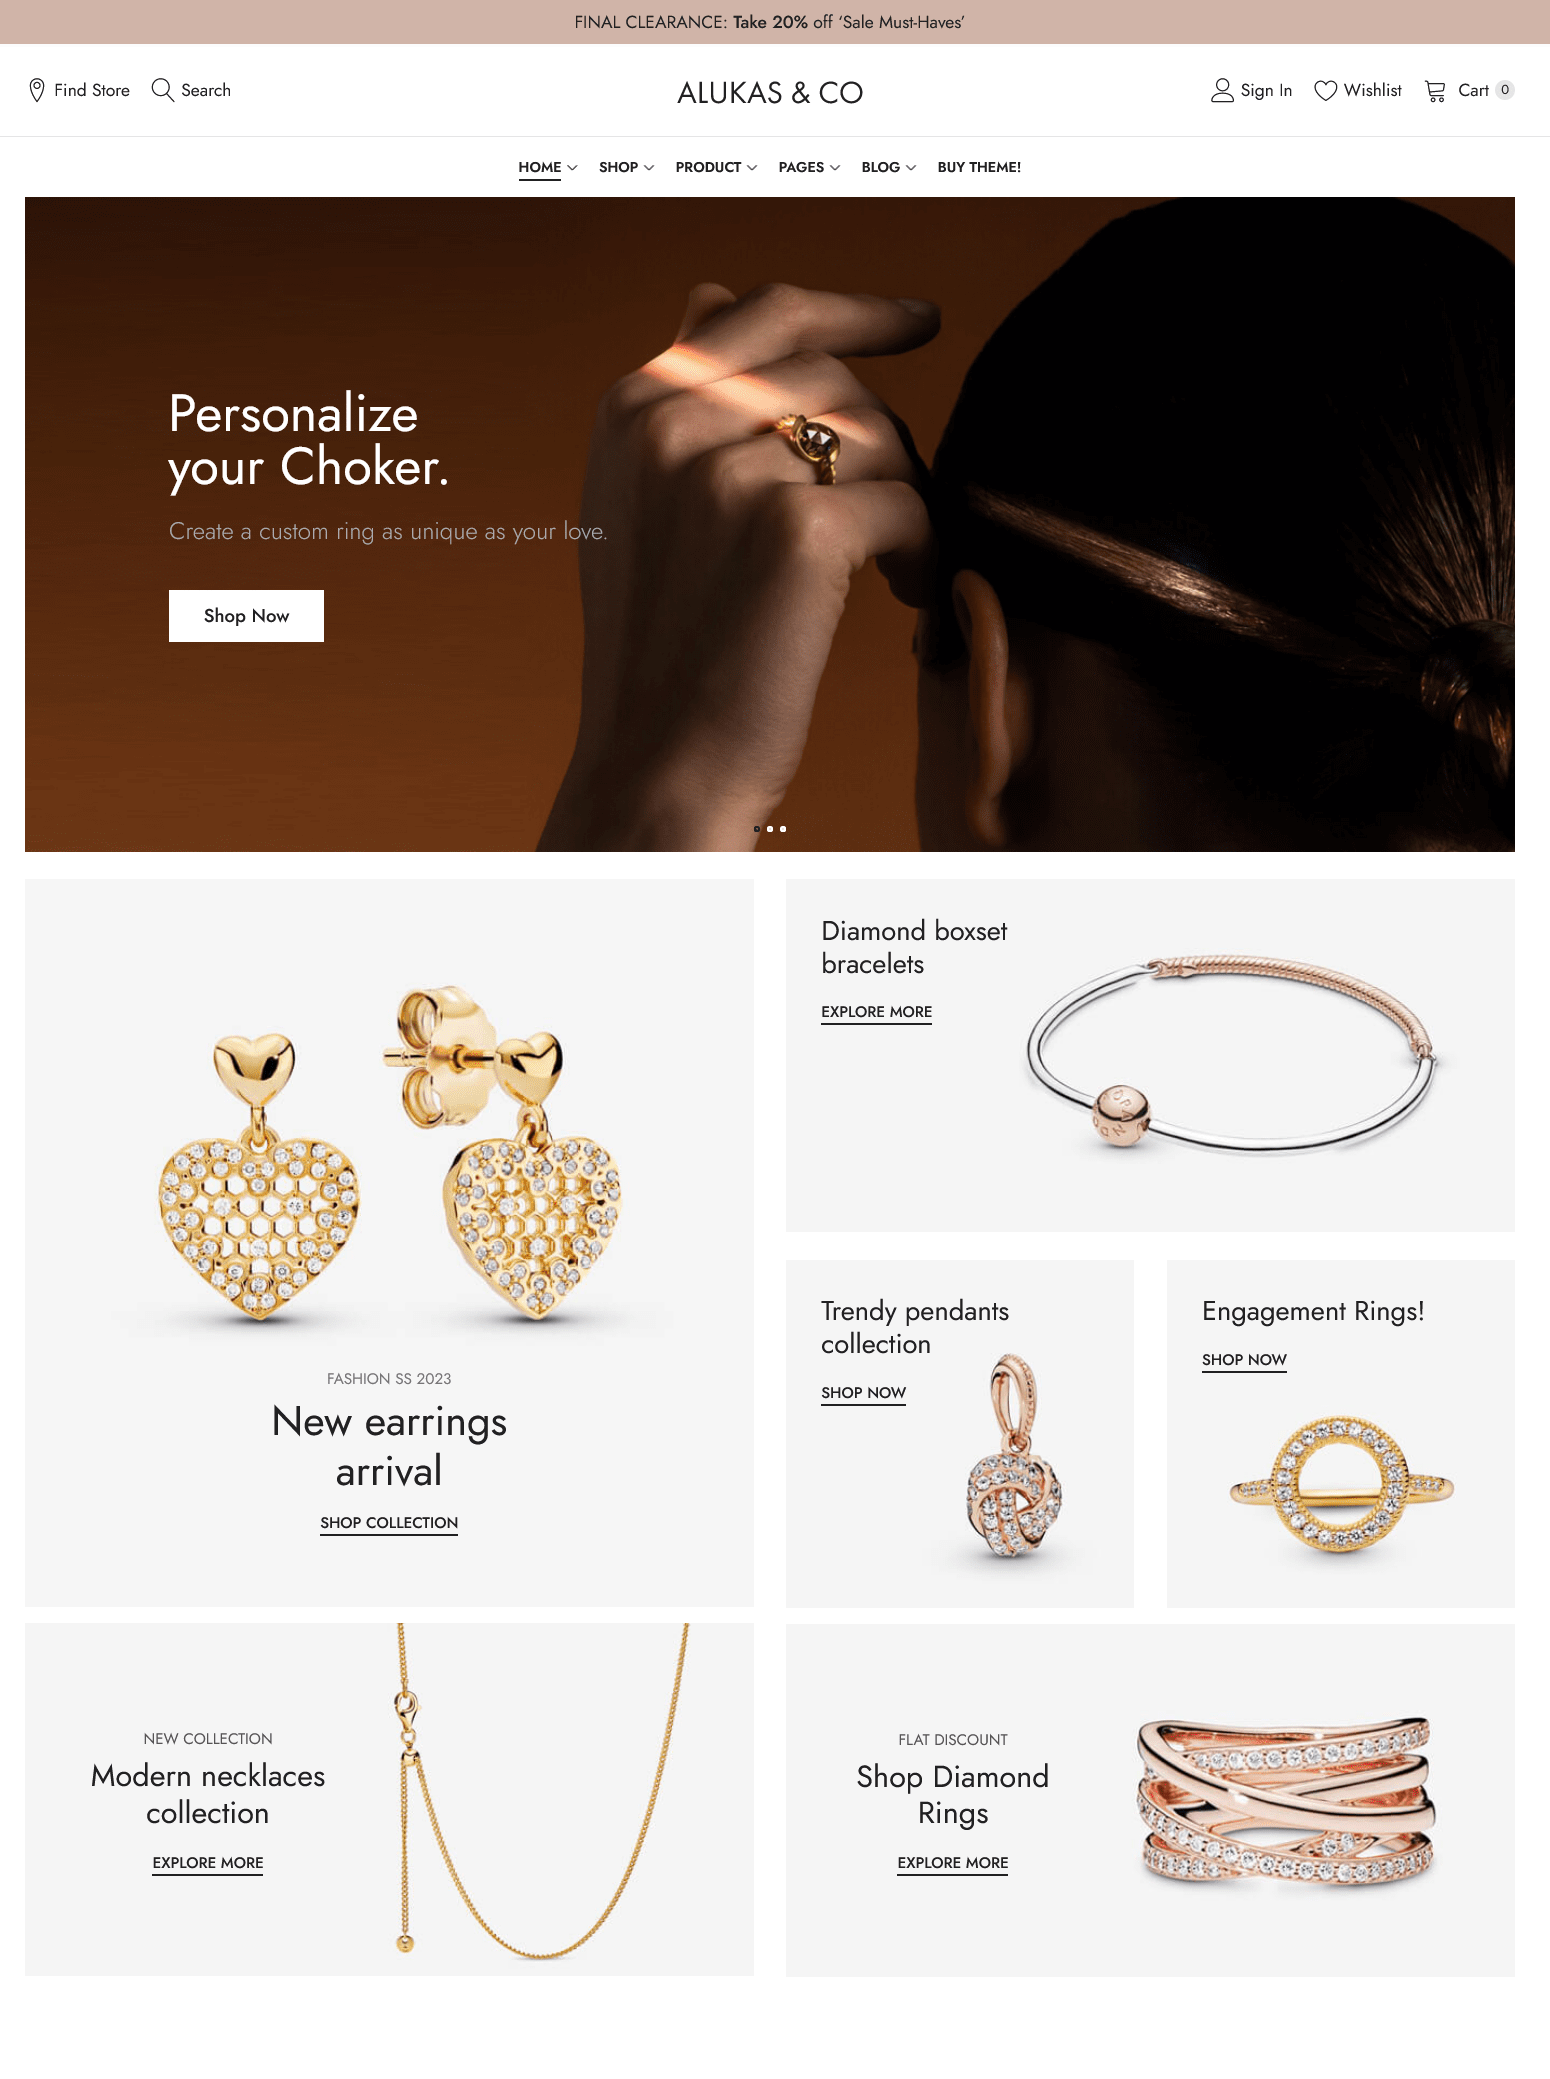 FINAL CLEARANCE: Take 20% off ‘Sale Must-Haves’
Find Store
Search
ALUKAS & CO
Sign In
Wishlist
Cart 0
HOME
SHOP
PRODUCT
PAGES
BLOG
BUY THEME!
Personalize
your Choker.
Create a custom ring as unique as your love.
Shop Now
Diamond boxset
bracelets
EXPLORE MORE
FASHION SS 2023
New earrings
arrival
SHOP COLLECTION
Trendy pendants
collection
SHOP NOW
Engagement Rings!
SHOP NOW
NEW COLLECTION
Modern necklaces
collection
EXPLORE MORE
FLAT DISCOUNT
Shop Diamond
Rings
EXPLORE MORE